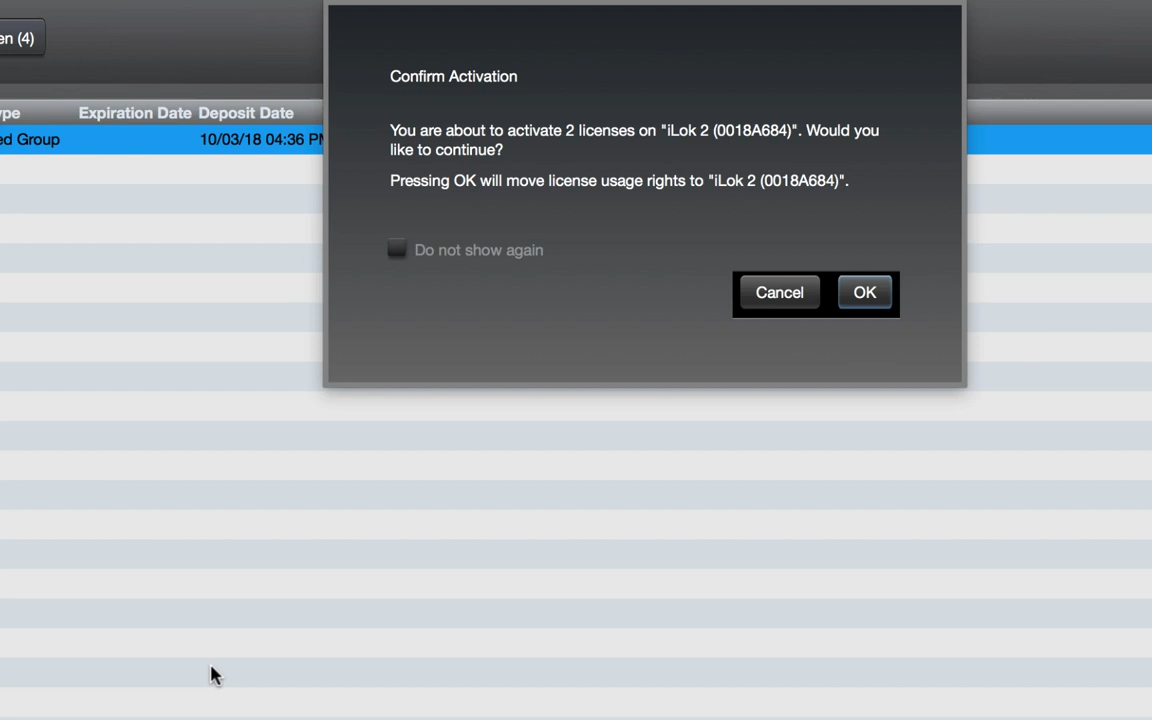 en (4)
Confirm Activation
ype Expiration Date Deposit Date
You are about to activate 2 licenses on "iLok 2 (0018A684)". Would you
ed Group 10/03/18 04:36 PM
like to continue?
Pressing OK will move license usage rights to "iLok 2 (0018A684)".
Do not show again
Cancel OK